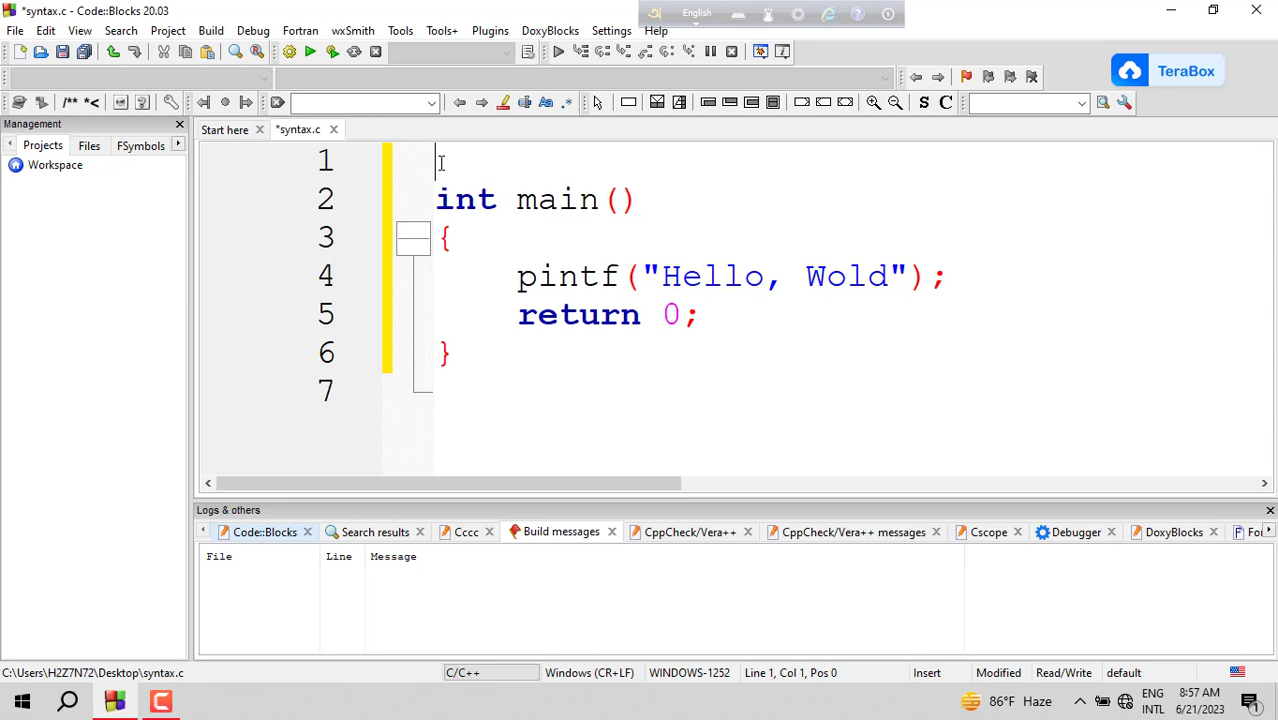 *syntax.c - Code::Blocks 20.03
English
File Edit View Search Project Build Debug Fortran wxSmith Tools Tools+ Plugins DoxyBlocks Settings Help
TeraBox
/** *< Aa .* S C
Management
Projects Files FSymbols
Workspace
Start here *syntax.c
1
2 int main()
3 {
4 pintf("Hello, Wold");
5 return 0;
6 }
7
Logs & others
Code::Blocks Search results Cccc Build messages CppCheck/Vera++ CppCheck/Vera++ messages Cscope Debugger DoxyBlocks Fo
File Line Message
C:\Users\H2Z7N72\Desktop\syntax.c C/C++ Windows (CR+LF) WINDOWS-1252 Line 1, Col 1, Pos 0 Insert Modified Read/Write default
86°F Haze ENG INTL 8:57 AM 6/21/2023 1